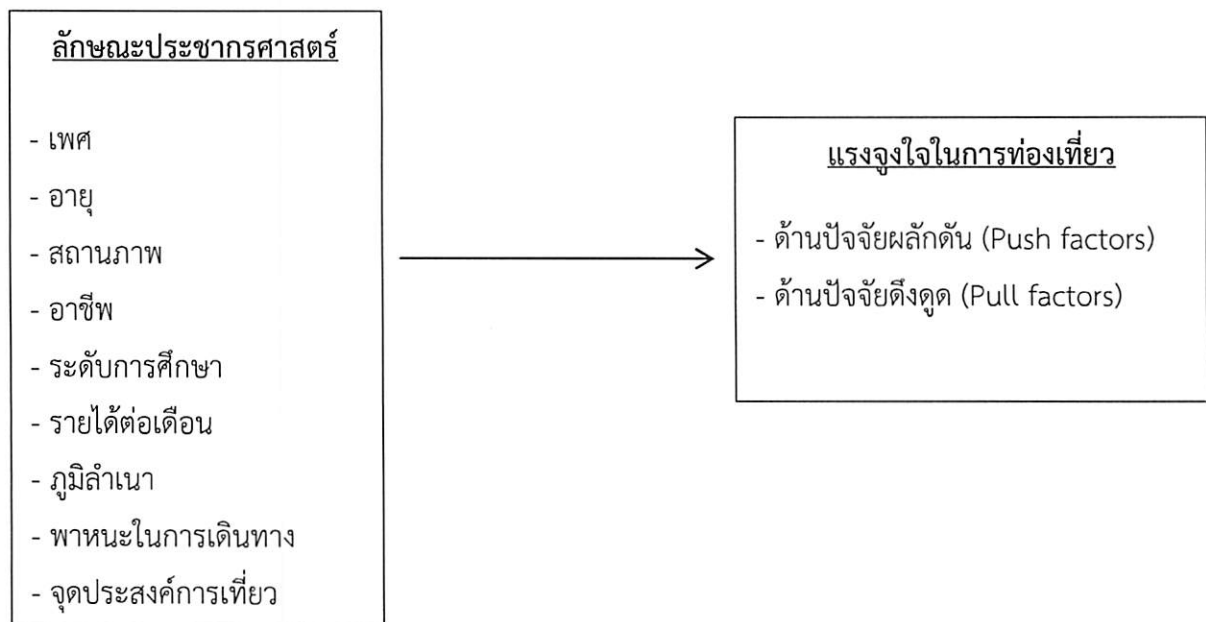 ลักษณะประชากรศาสตร์
- เพศ
- อายุ
- สถานภาพ
- อาชีพ
- ระดับการศึกษา
- รายได้ต่อเดือน
- ภูมิลำเนา
- พาหนะในการเดินทาง
- จุดประสงค์การเที่ยว
แรงจูงใจในการท่องเที่ยว
- ด้านปัจจัยผลักดัน (Push factors)
- ด้านปัจจัยดึงดูด (Pull factors)